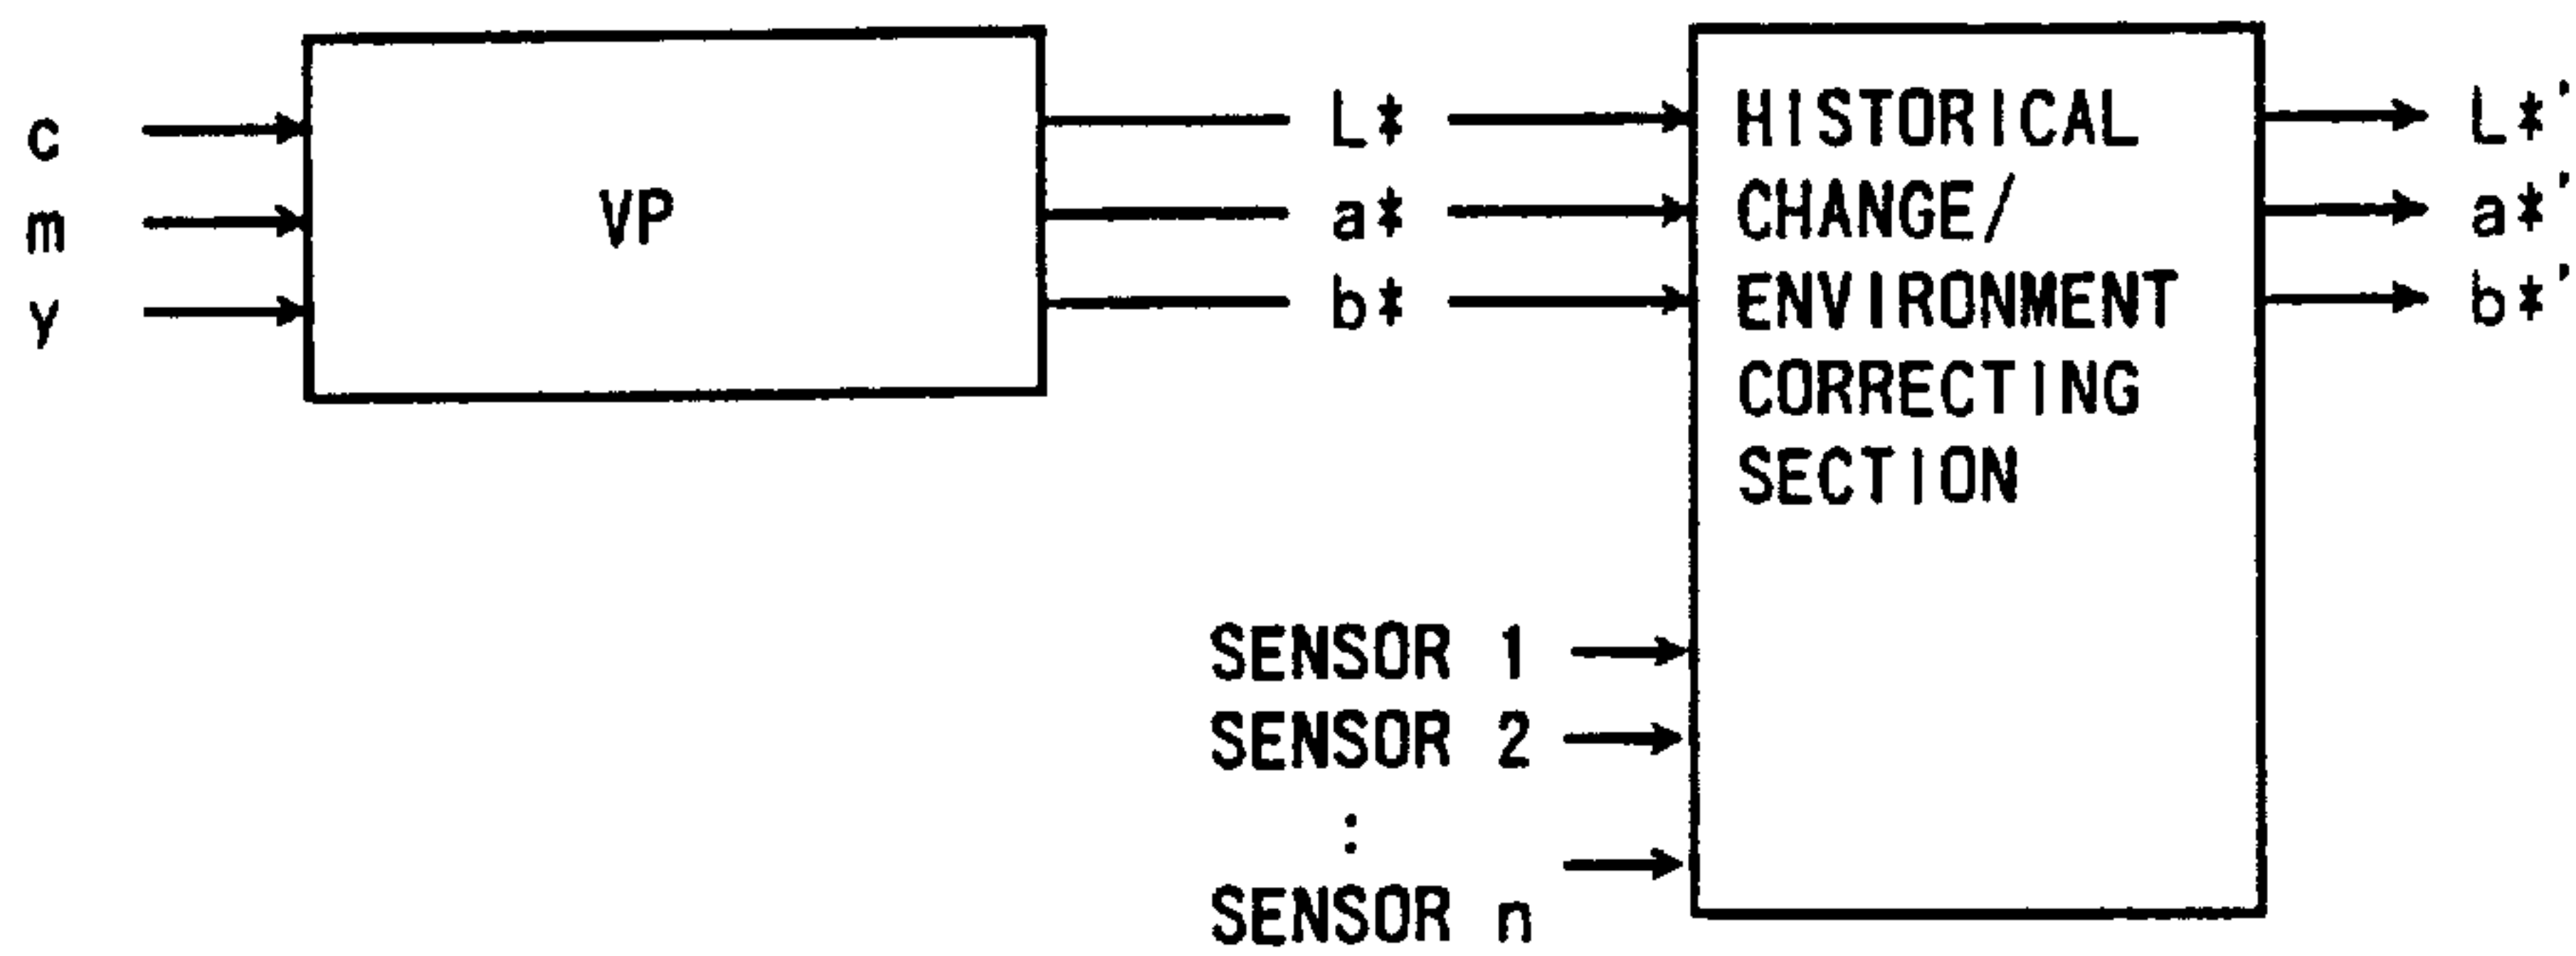 c
m
y
VP
L*
a*
b*
HISTORICAL
CHANGE/
ENVIRONMENT
CORRECTING
SECTION
SENSOR 1
SENSOR 2
:
SENSOR n
L*'
a*'
b*'